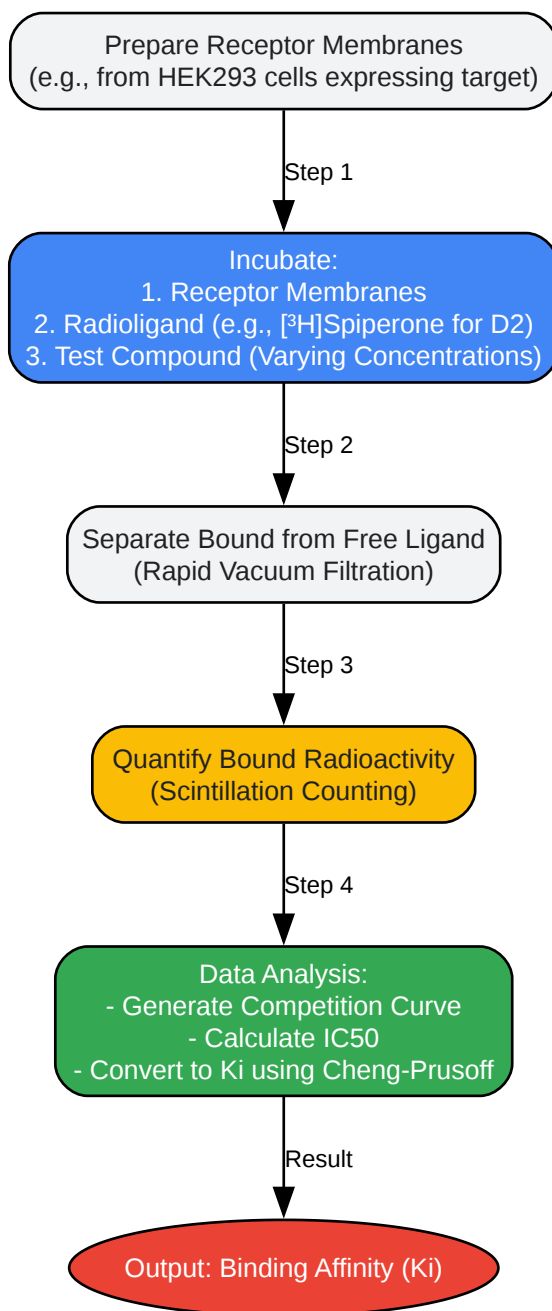 Prepare Receptor Membranes
(e.g., from HEK293 cells expressing target)
Step 1
Incubate:
1. Receptor Membranes
2. Radioligand (e.g., [³H]Spiperone for D2)
3. Test Compound (Varying Concentrations)
Step 2
Separate Bound from Free Ligand
(Rapid Vacuum Filtration)
Step 3
Quantify Bound Radioactivity
(Scintillation Counting)
Step 4
Data Analysis:
- Generate Competition Curve
- Calculate IC50
- Convert to Ki using Cheng-Prusoff
Result
Output: Binding Affinity (Ki)